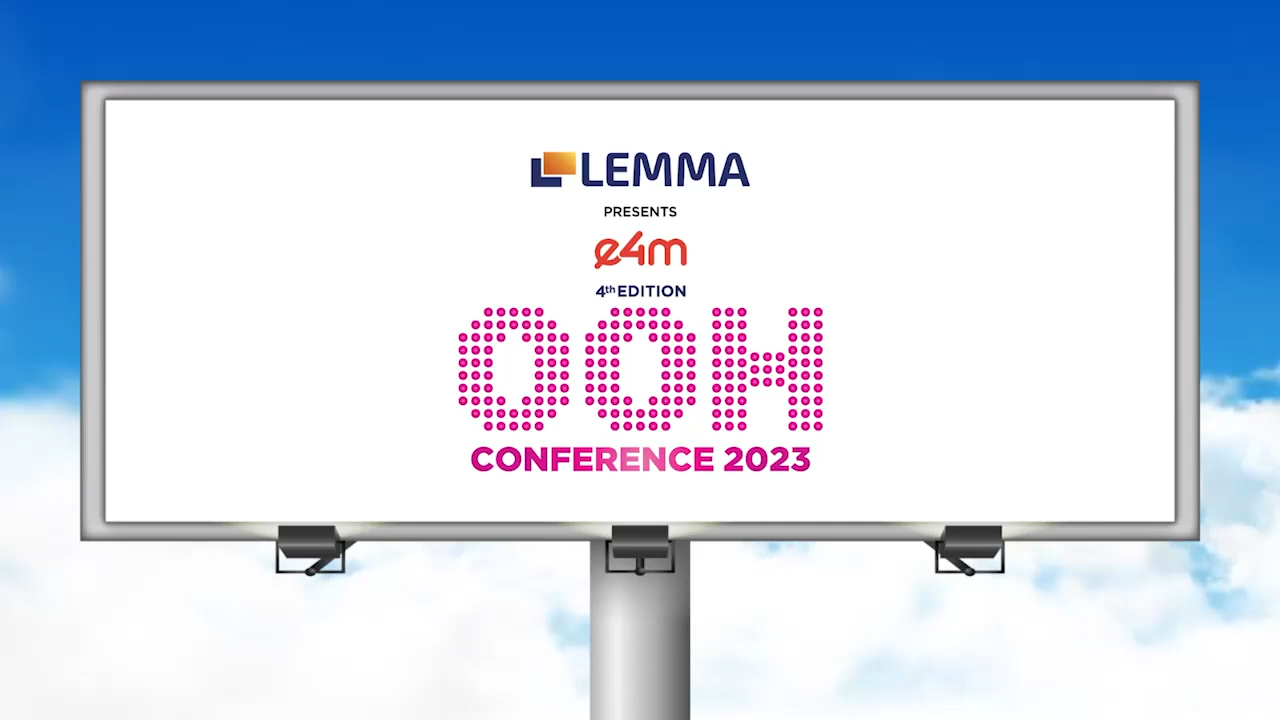 LEMMA
PRESENTS
e4m
4th EDITION
OOH
CONFERENCE 2023